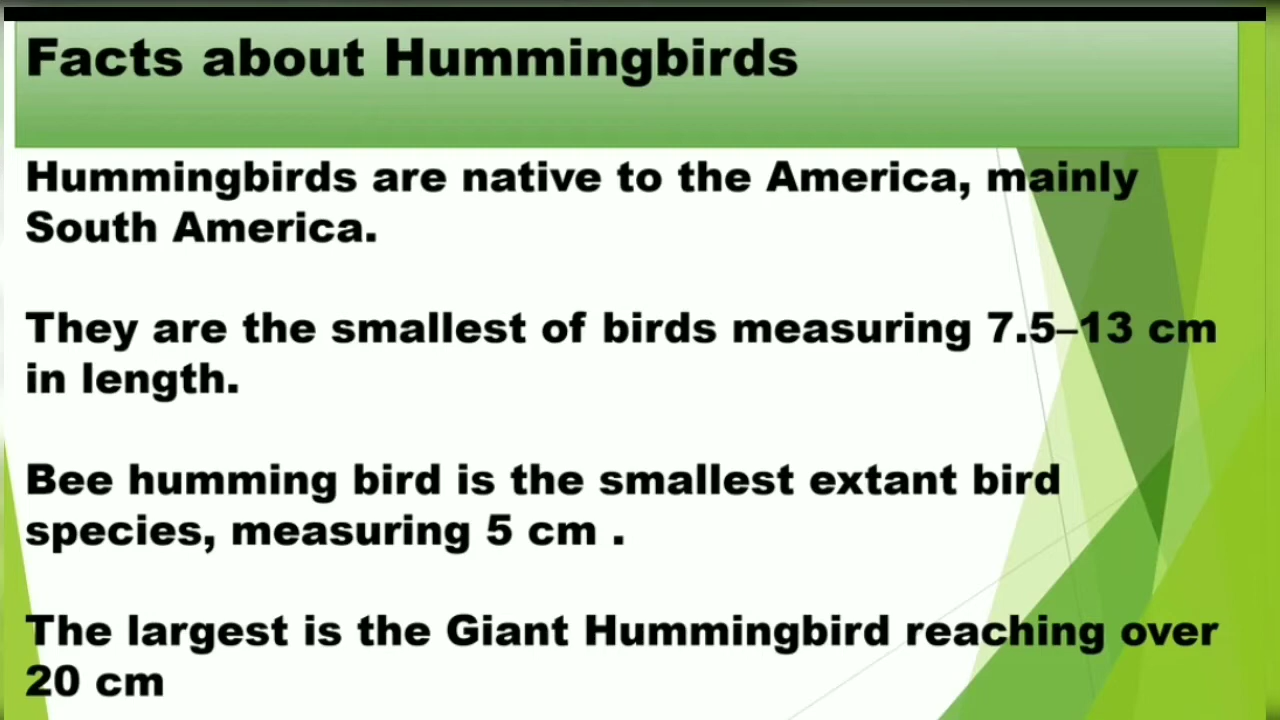 Facts about Hummingbirds
Hummingbirds are native to the America, mainly
South America.
They are the smallest of birds measuring 7.5–13 cm
in length.
Bee humming bird is the smallest extant bird
species, measuring 5 cm .
The largest is the Giant Hummingbird reaching over
20 cm